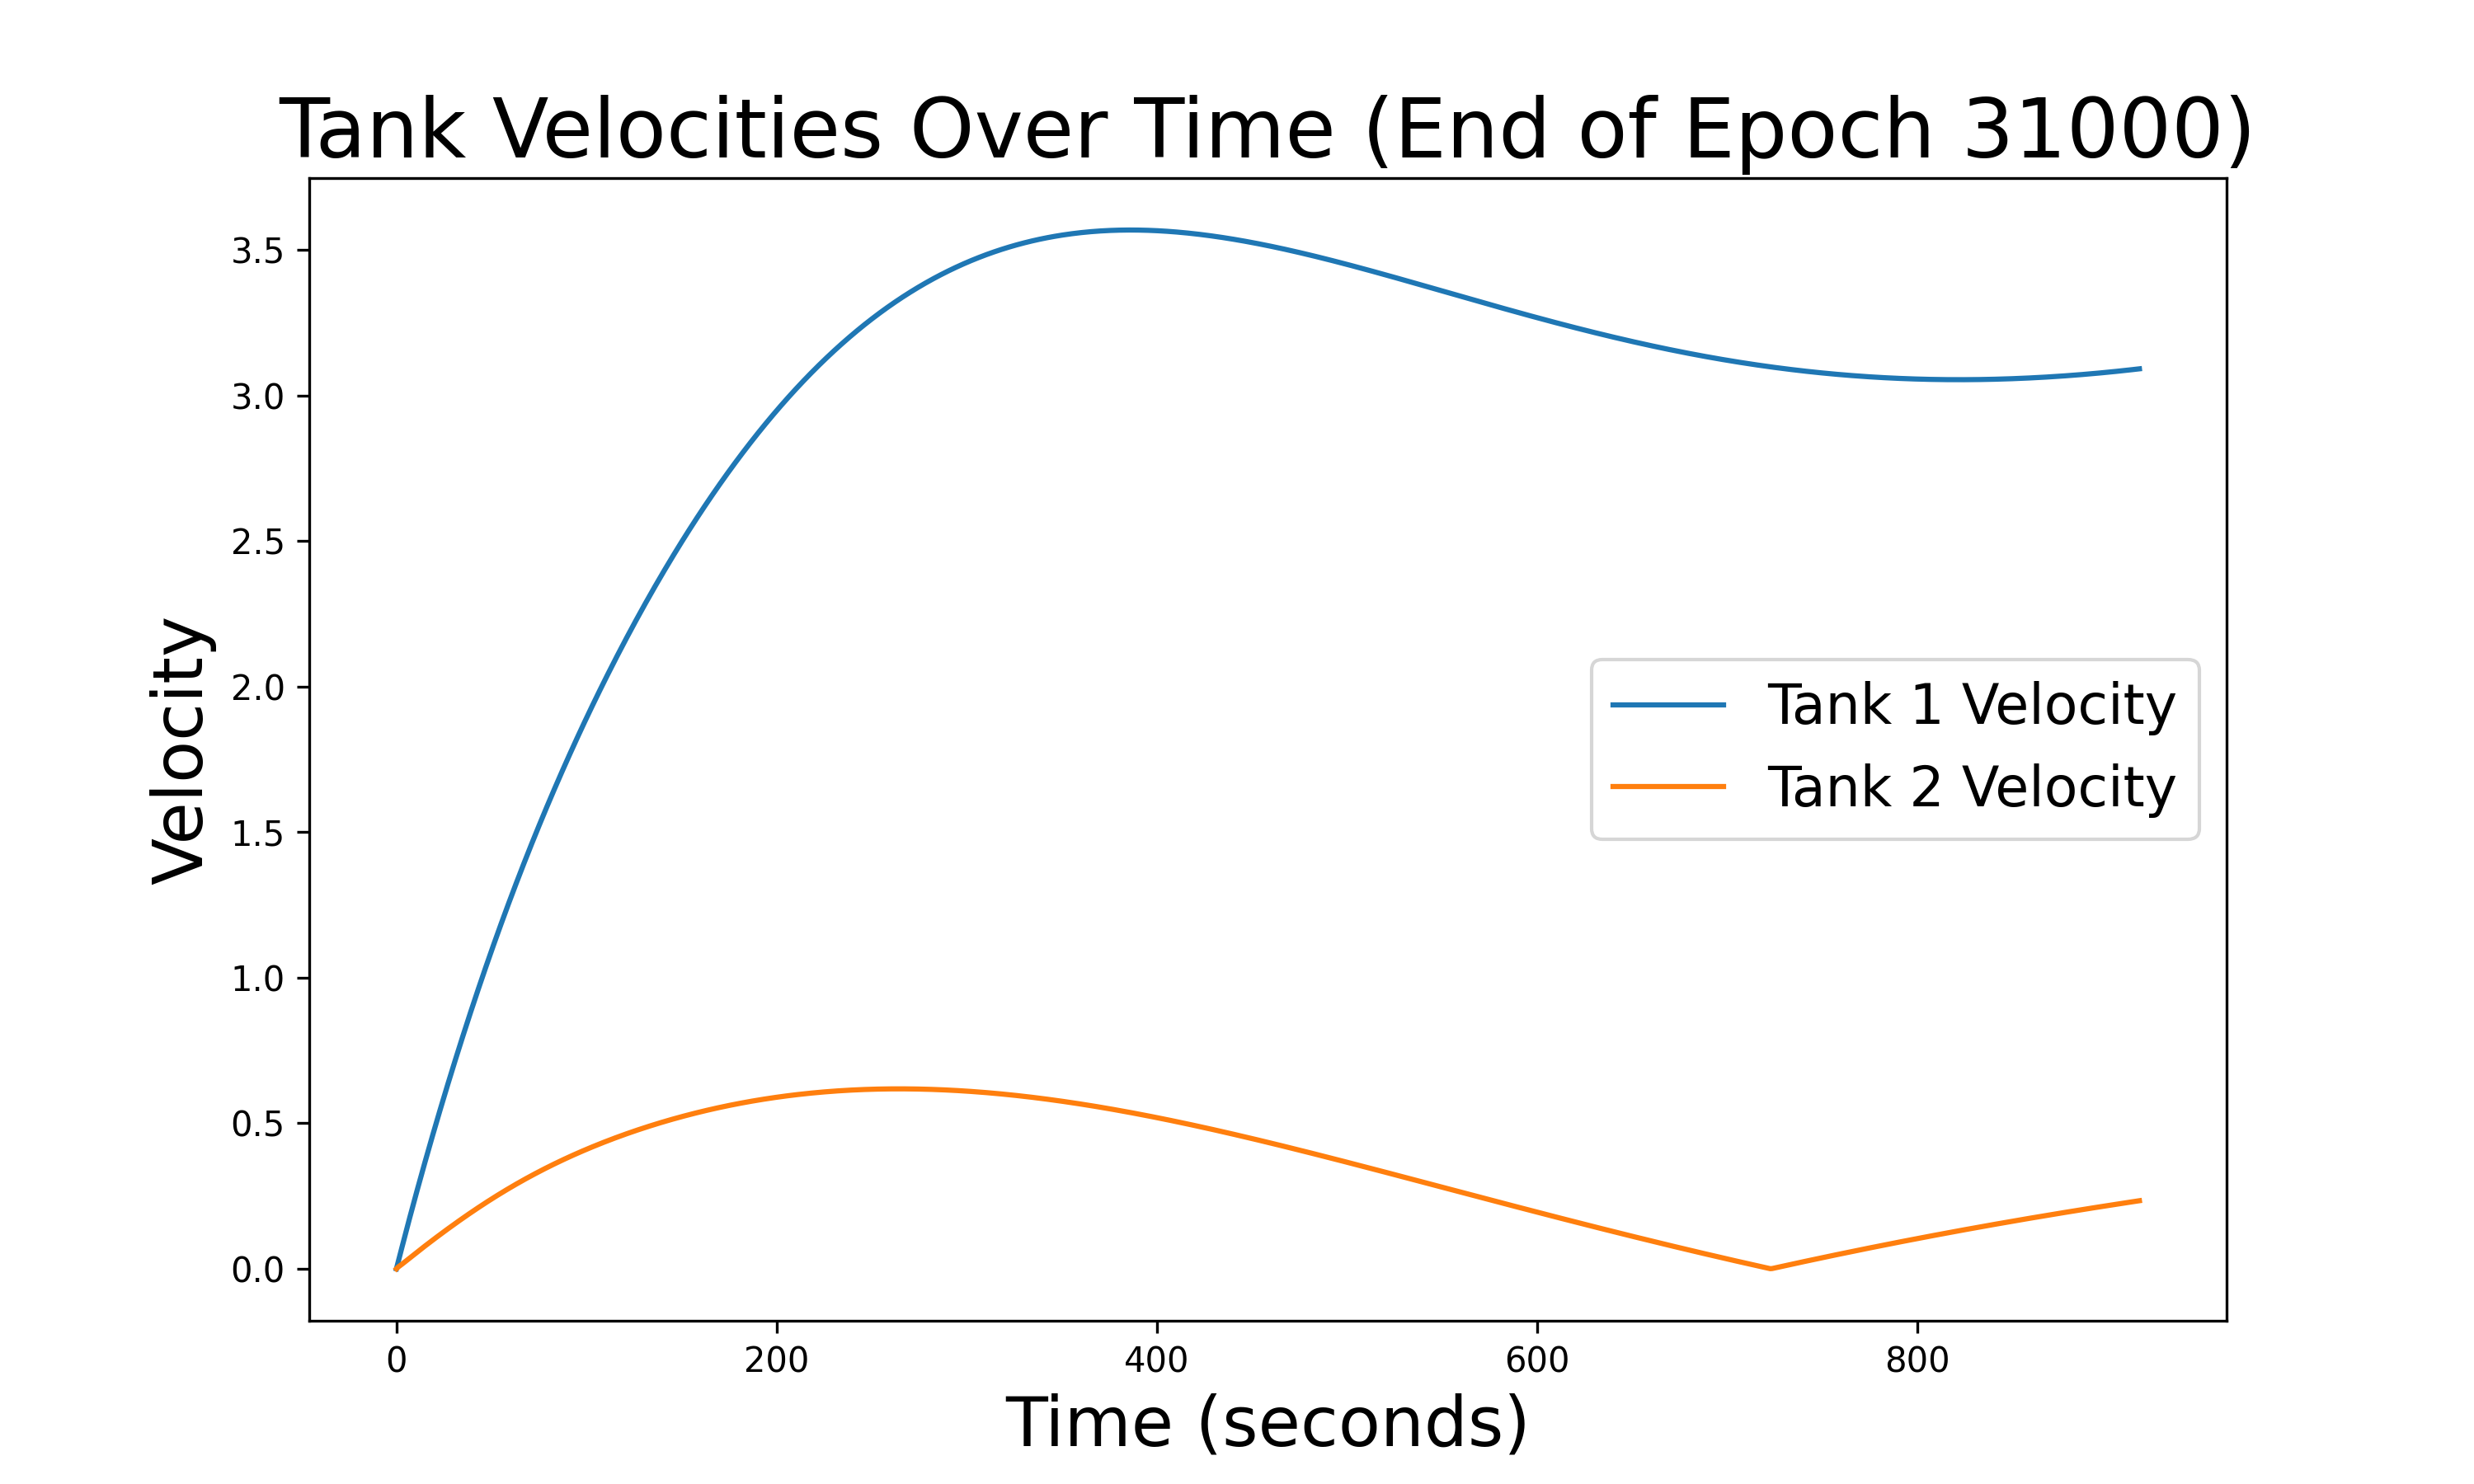 Tank Velocities Over Time (End of Epoch 31000)
3.5
3.0
2.5
2.0
1.5
1.0
0.5
0.0
Velocity
Tank 1 Velocity
Tank 2 Velocity
0 200 400 600 800
Time (seconds)